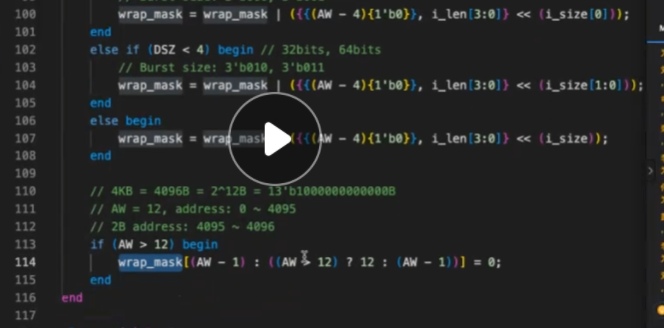 100 wrap_mask = wrap_mask | ({{(AW - 4){1'b0}}, i_len[3:0]} << (i_size[0]));
101 end
102 else if (DSZ < 4) begin // 32bits, 64bits
103 // Burst size: 3'b010, 3'b011
104 wrap_mask = wrap_mask | ({{(AW - 4){1'b0}}, i_len[3:0]} << (i_size[1:0]));
105 end
106 else begin
107 wrap_mask = wrap_mask {{(AW - 4){1'b0}}, i_len[3:0]} << (i_size));
108 end
109
110 // 4KB = 4096B = 2^12B = 13'b1000000000000B
111 // AW = 12, address: 0 ~ 4095
112 // 2B address: 4095 ~ 4096
113 if (AW > 12) begin
114 wrap_mask[(AW - 1) : ((AW > 12) ? 12 : (AW - 1))] = 0;
115 end
116 end
117